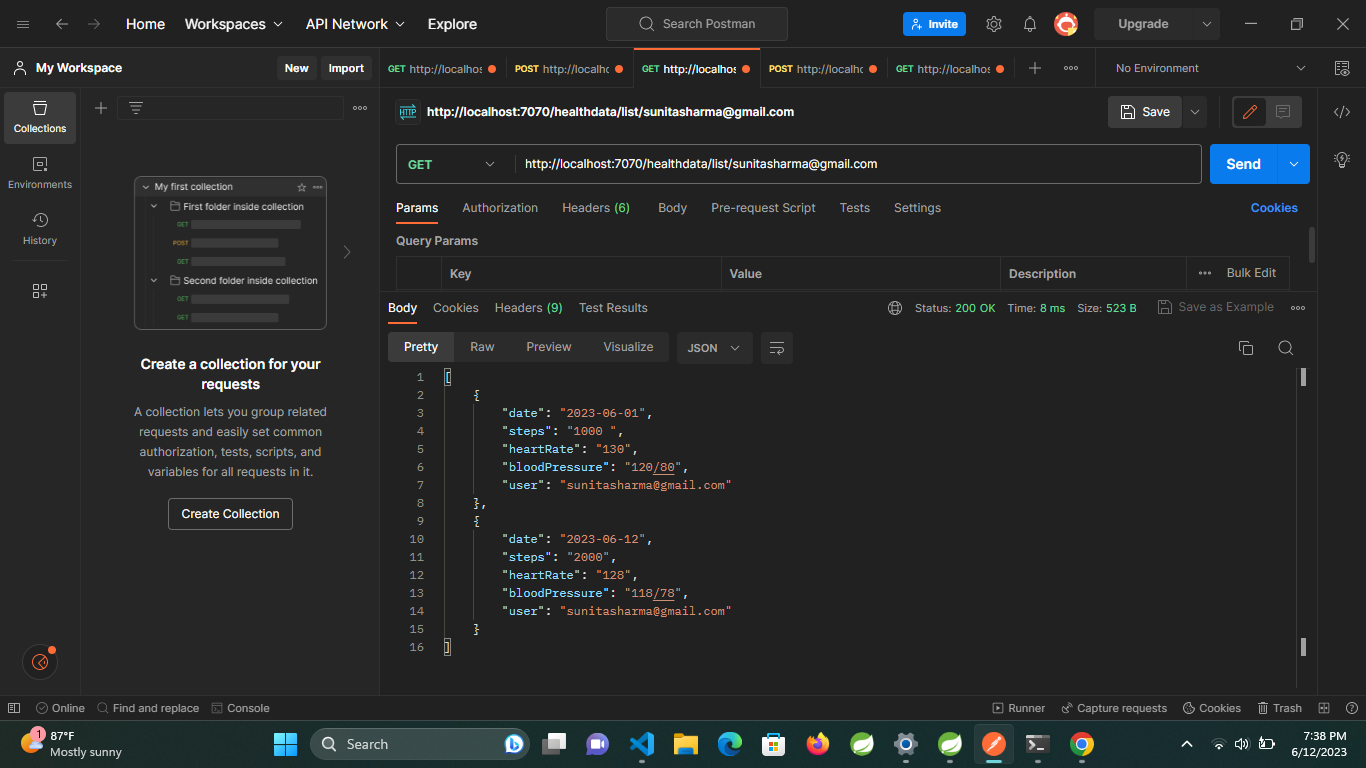 Home
Workspaces
API Network
Explore
Search Postman
Invite
Upgrade
My Workspace
New
Import
GET http://localhos
POST http://localhc
GET http://localhos
POST http://localhc
GET http://localhos
No Environment
Collections
Environments
History
My first collection
First folder inside collection
GET
POST
GET
Second folder inside collection
GET
GET
Create a collection for your
requests
A collection lets you group related
requests and easily set common
authorization, tests, scripts, and
variables for all requests in it.
Create Collection
HTTP http://localhost:7070/healthdata/list/sunitasharma@gmail.com
Save
GET http://localhost:7070/healthdata/list/sunitasharma@gmail.com
Send
Params Authorization Headers (6) Body Pre-request Script Tests Settings
Cookies
Query Params
Key Value Description Bulk Edit
Body Cookies Headers (9) Test Results
Status: 200 OK Time: 8 ms Size: 523 B Save as Example
Pretty Raw Preview Visualize JSON
1 [
2 {
3 "date": "2023-06-01",
4 "steps": "1000 ",
5 "heartRate": "130",
6 "bloodPressure": "120/80",
7 "user": "sunitasharma@gmail.com"
8 },
9 {
10 "date": "2023-06-12",
11 "steps": "2000",
12 "heartRate": "128",
13 "bloodPressure": "118/78",
14 "user": "sunitasharma@gmail.com"
15 }
16 ]
Online Find and replace Console
Runner Capture requests Cookies Trash
1
87°F
Mostly sunny
Search
7:38 PM
6/12/2023